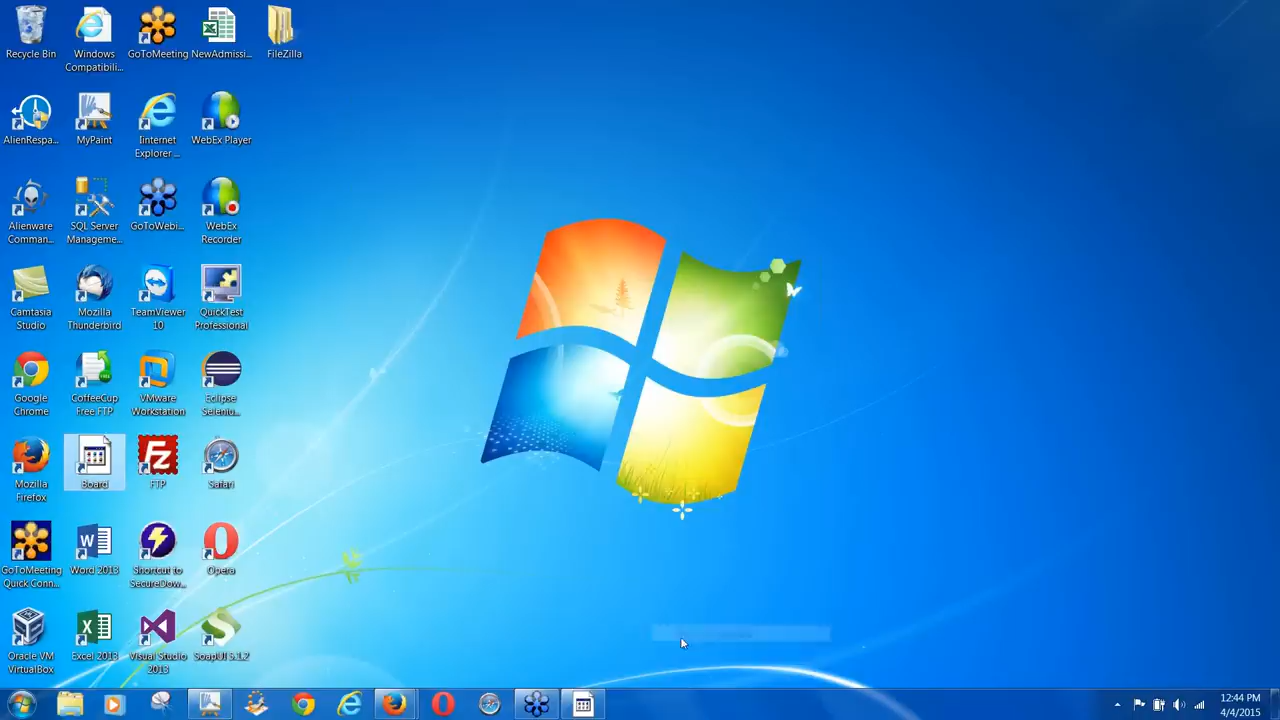 Recycle Bin
Windows
Compatibili...
GoToMeeting
NewAdmissi...
FileZilla
AlienRespa...
MyPaint
Iinternet
Explorer ...
WebEx Player
Alienware
Comman...
SQL Server
Manageme...
GoToWebi...
WebEx
Recorder
Camtasia
Studio
Mozilla
Thunderbird
TeamViewer
10
QuickTest
Professional
Google
Chrome
CoffeeCup
Free FTP
VMware
Workstation
Eclipse
Seleniu...
Mozilla
Firefox
Board
FTP
Safari
GoToMeeting
Quick Conn...
Word 2013
Shortcut to
SecureDow...
Opera
Oracle VM
VirtualBox
Excel 2013
Visual Studio
2013
SoapUI 5.1.2
12:44 PM
4/4/2015